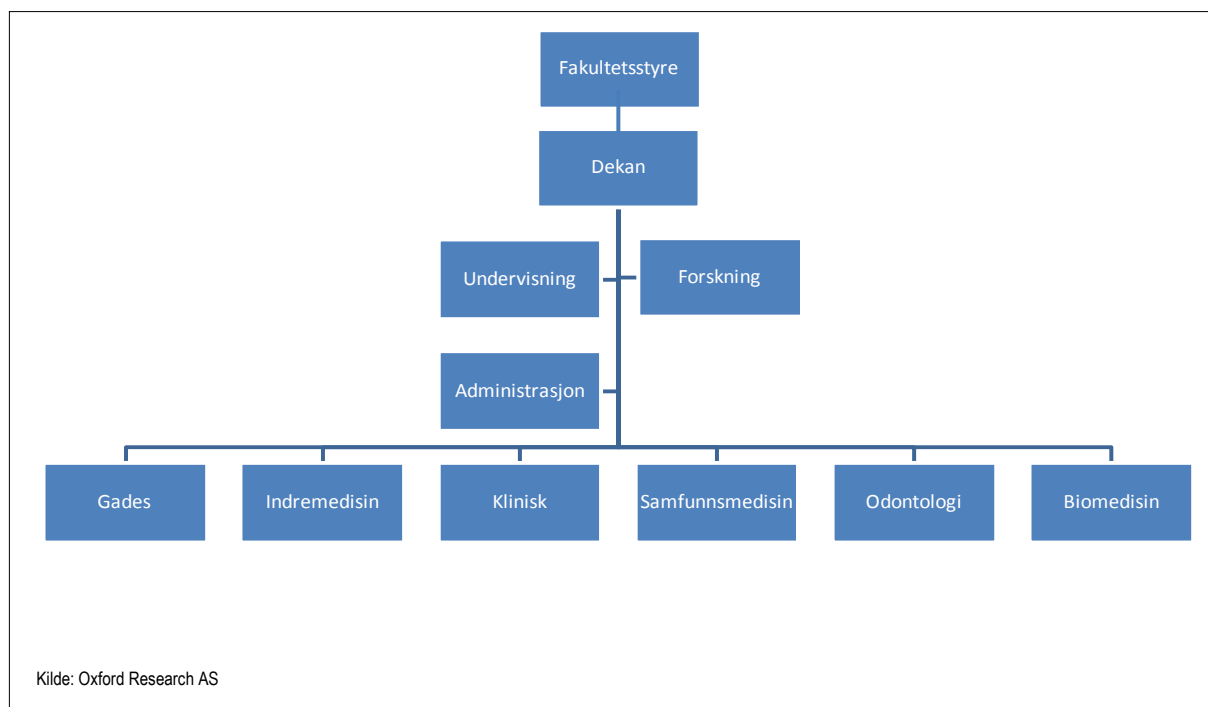 Fakultetsstyre
Dekan
Undervisning
Forskning
Administrasjon
Gades
Indremedisin
Klinisk
Samfunnsmedisin
Odontologi
Biomedisin
Kilde: Oxford Research AS